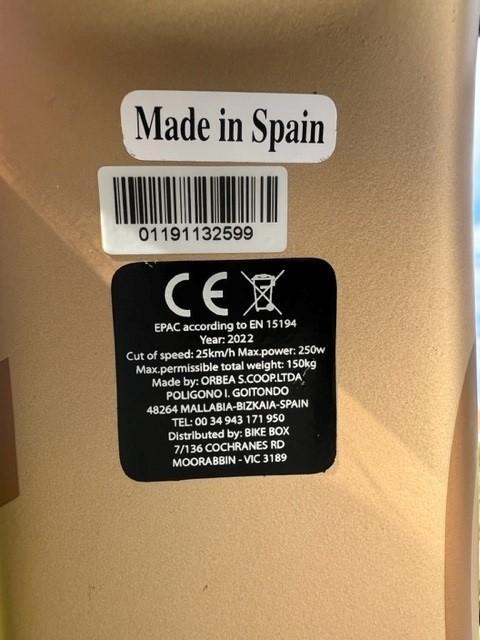 Made in Spain
01191132599
CE
EPAC according to EN 15194
Year: 2022
Cut of speed: 25km/h Max.power: 250w
Max.permissible total weight: 150kg
Made by: ORBEA S.COOP.LTDA
POLIGONO I. GOITONDO
48264 MALLABIA-BIZKAIA-SPAIN
TEL: 00 34 943 171 950
Distributed by: BIKE BOX
7/136 COCHRANES RD
MOORABBIN - VIC 3189